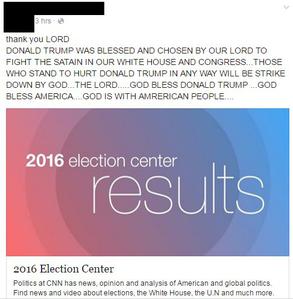 3 hrs ·
thank you LORD
DONALD TRUMP WAS BLESSED AND CHOSEN BY OUR LORD TO
FIGHT THE SATAIN IN OUR WHITE HOUSE AND CONGRESS...THOSE
WHO STAND TO HURT DONALD TRUMP IN ANY WAY WILL BE STRIKE
DOWN BY GOD...THE LORD.....GOD BLESS DONALD TRUMP ...GOD
BLESS AMERICA....GOD IS WITH AMRERICAN PEOPLE....
2016 election center
results
2016 Election Center
Politics at CNN has news, opinion and analysis of American and global politics.
Find news and video about elections, the White House, the U.N and much more.